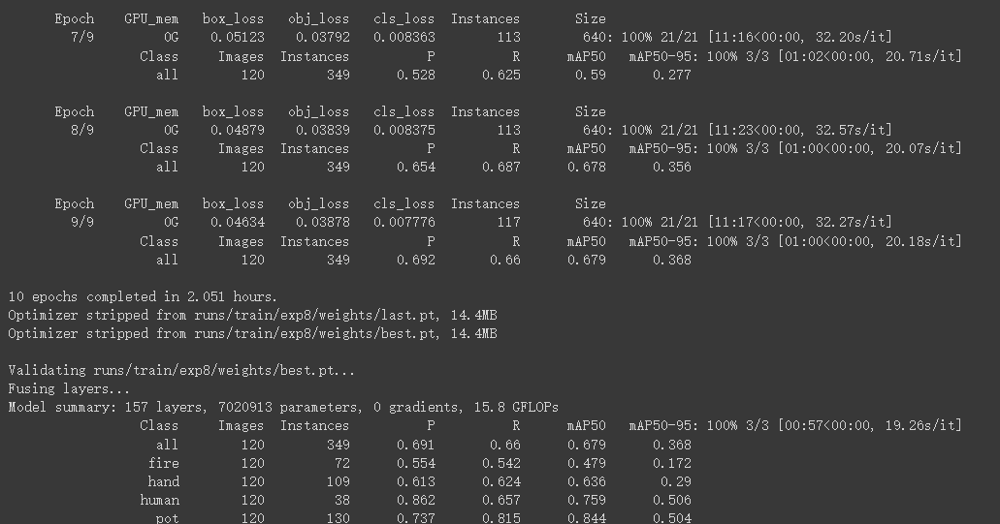 Epoch GPU_mem box_loss obj_loss cls_loss Instances Size
7/9 0G 0.05123 0.03792 0.008363 113 640: 100% 21/21 [11:16<00:00, 32.20s/it]
Class Images Instances P R mAP50 mAP50-95: 100% 3/3 [01:02<00:00, 20.71s/it]
all 120 349 0.528 0.625 0.59 0.277
Epoch GPU_mem box_loss obj_loss cls_loss Instances Size
8/9 0G 0.04879 0.03839 0.008375 113 640: 100% 21/21 [11:23<00:00, 32.57s/it]
Class Images Instances P R mAP50 mAP50-95: 100% 3/3 [01:00<00:00, 20.07s/it]
all 120 349 0.654 0.687 0.678 0.356
Epoch GPU_mem box_loss obj_loss cls_loss Instances Size
9/9 0G 0.04634 0.03878 0.007776 117 640: 100% 21/21 [11:17<00:00, 32.27s/it]
Class Images Instances P R mAP50 mAP50-95: 100% 3/3 [01:00<00:00, 20.18s/it]
all 120 349 0.692 0.66 0.679 0.368
10 epochs completed in 2.051 hours.
Optimizer stripped from runs/train/exp8/weights/last.pt, 14.4MB
Optimizer stripped from runs/train/exp8/weights/best.pt, 14.4MB
Validating runs/train/exp8/weights/best.pt...
Fusing layers...
Model summary: 157 layers, 7020913 parameters, 0 gradients, 15.8 GFLOPs
Class Images Instances P R mAP50 mAP50-95: 100% 3/3 [00:57<00:00, 19.26s/it]
all 120 349 0.691 0.66 0.679 0.368
fire 120 72 0.554 0.542 0.479 0.172
hand 120 109 0.613 0.624 0.636 0.29
human 120 38 0.862 0.657 0.759 0.506
pot 120 130 0.737 0.815 0.844 0.504